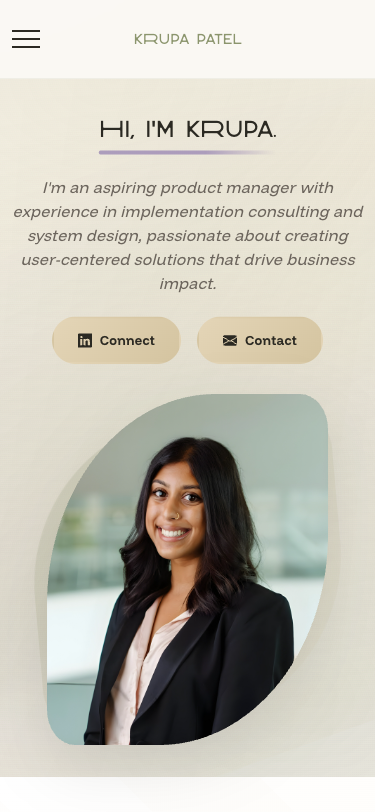 KRUPA PATEL
HI, I'M KRUPA.
I'm an aspiring product manager with
experience in implementation consulting and
system design, passionate about creating
user-centered solutions that drive business
impact.
in Connect
Contact